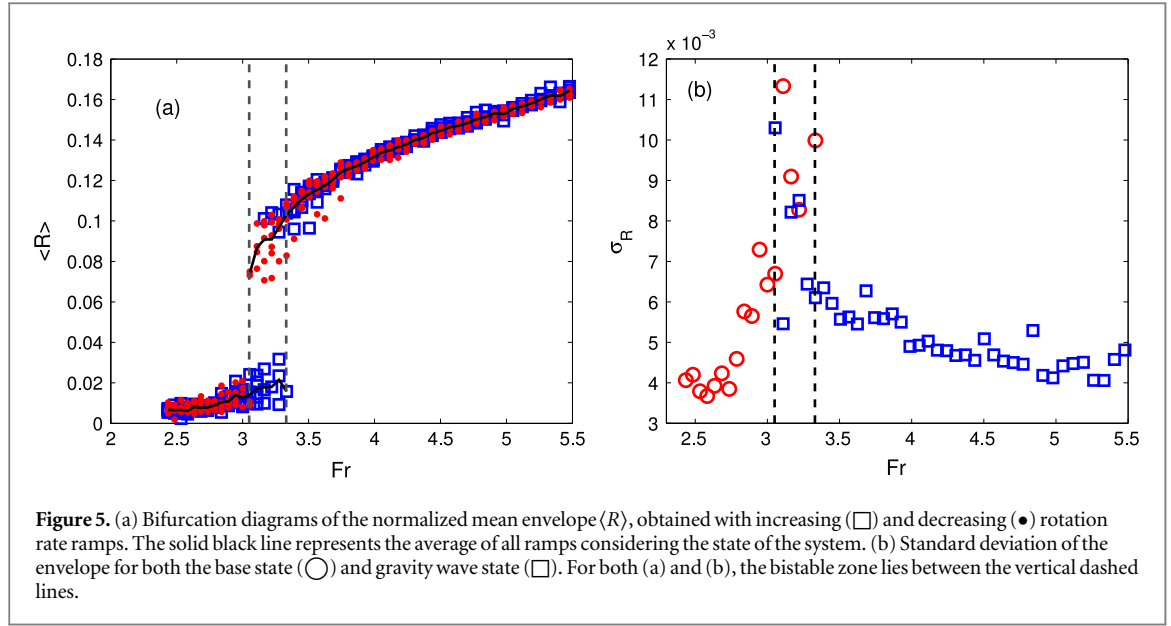 (a)
<R>
0.18
0.16
0.14
0.12
0.1
0.08
0.06
0.04
0.02
0
2 2.5 3 3.5 4 4.5 5 5.5
Fr
x 10⁻³
(b)
σ_R
12
11
10
9
8
7
6
5
4
3
2.5 3 3.5 4 4.5 5 5.5
Fr
Figure 5. (a) Bifurcation diagrams of the normalized mean envelope ⟨R⟩, obtained with increasing (□) and decreasing (•) rotation
rate ramps. The solid black line represents the average of all ramps considering the state of the system. (b) Standard deviation of the
envelope for both the base state (◯) and gravity wave state (□). For both (a) and (b), the bistable zone lies between the vertical dashed
lines.